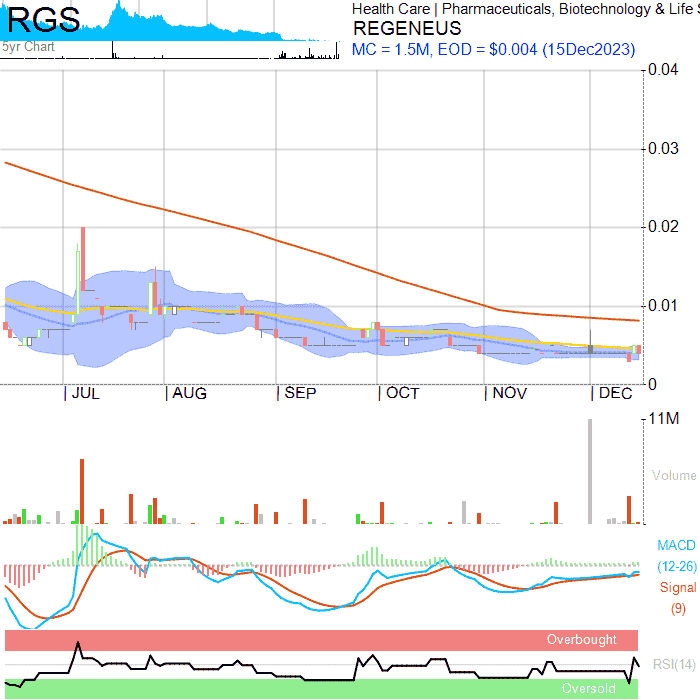 RGS
5yr Chart
Health Care | Pharmaceuticals, Biotechnology & Life S
REGENEUS
MC = 1.5M, EOD = $0.004 (15Dec2023)
0.04
0.03
0.02
0.01
0
JUL AUG SEP OCT NOV DEC
11M
Volume
MACD
(12-26)
Signal
(9)
Overbought
RSI(14)
Oversold